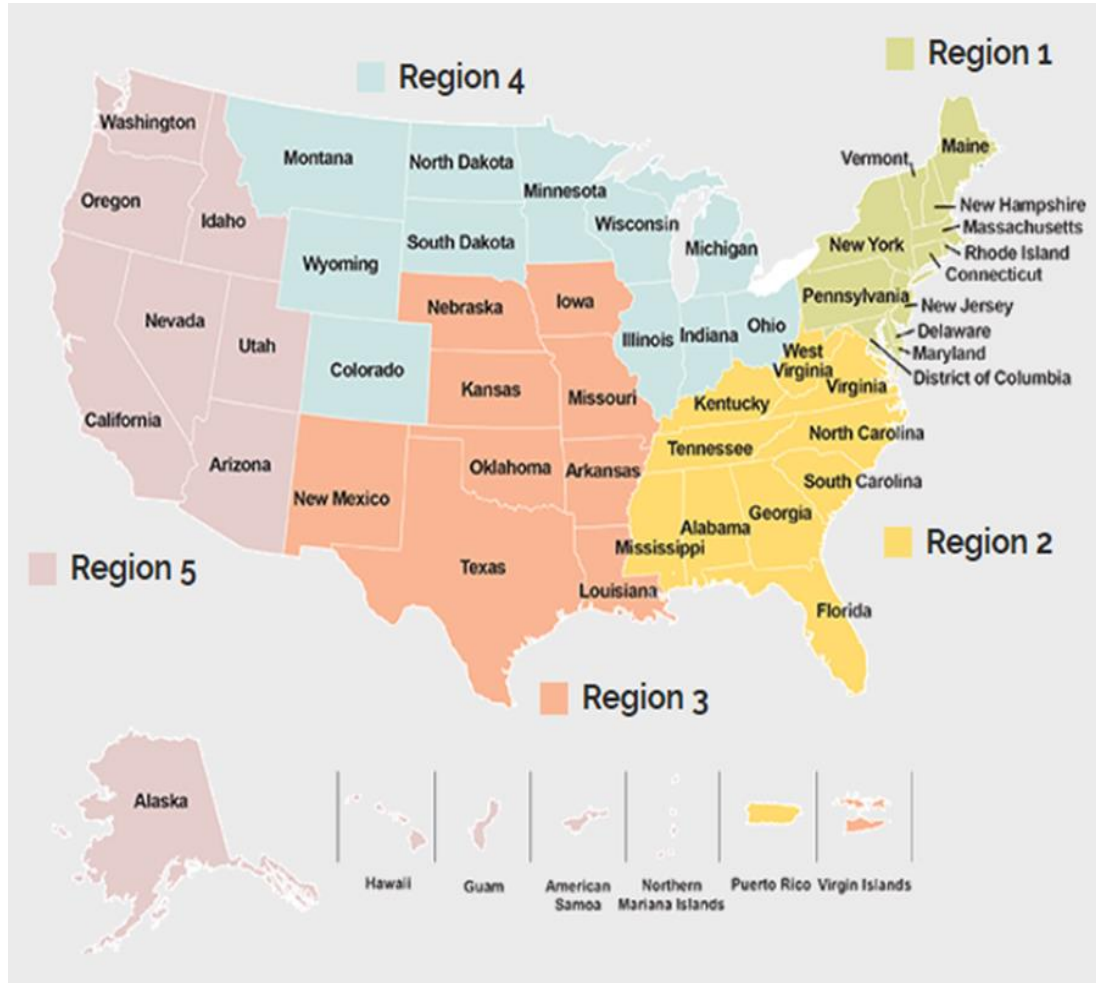 Region 1
Region 4
Washington
Montana
North Dakota
Minnesota
Vermont
Maine
Oregon
Idaho
South Dakota
Wisconsin
Michigan
New York
New Hampshire
Massachusetts
Rhode Island
Connecticut
Wyoming
Nebraska
Iowa
Pennsylvania
New Jersey
Nevada
Utah
Colorado
Illinois
Indiana
Ohio
Delaware
Maryland
District of Columbia
West
Virginia
Virginia
Kansas
Missouri
Kentucky
California
Arizona
New Mexico
Oklahoma
Arkansas
Tennessee
North Carolina
South Carolina
Texas
Louisiana
Mississippi
Alabama
Georgia
Region 2
Region 5
Florida
Region 3
Alaska
Hawaii
Guam
American
Samoa
Northern
Mariana Islands
Puerto Rico
Virgin Islands